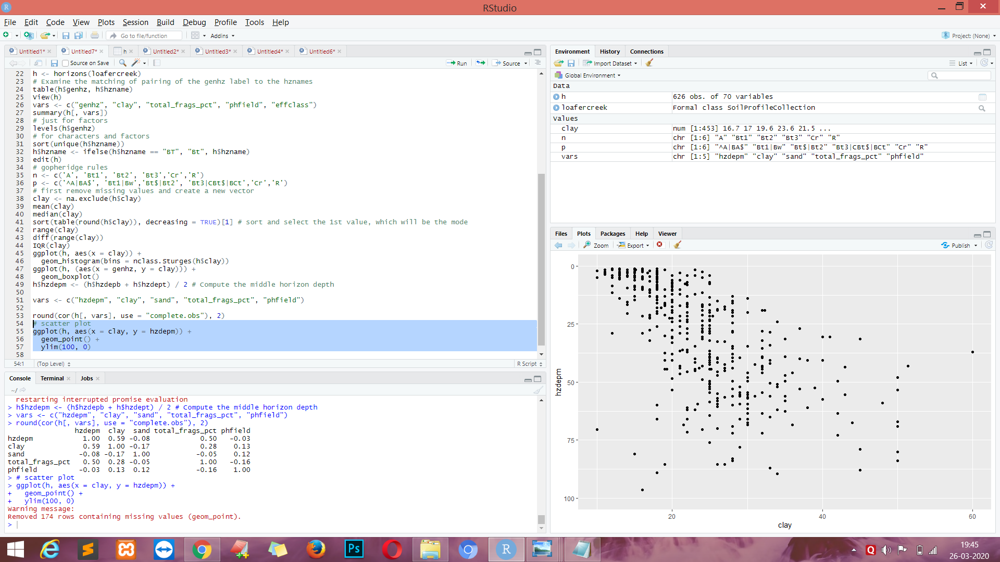 RStudio
File Edit Code View Plots Session Build Debug Profile Tools Help
Go to file/function Addins Project: (None)
Untitled1* Untitled7* h Untitled2* Untitled3* Untitled4* Untitled6*
Source on Save Run Source
22 h <- horizons(loafercreek)
23 # Examine the matching of pairing of the genhz label to the hznames
24 table(h$genhz, h$hzname)
25 View(h)
26 vars <- c("genhz", "clay", "total_frags_pct", "phfield", "effclass")
27 summary(h[, vars])
28 # just for factors
29 levels(h$genhz)
30 # for characters and factors
31 sort(unique(h$hzname))
32 h$hzname <- ifelse(h$hzname == "BT", "Bt", h$hzname)
33 edit(h)
34 # gopheridge rules
35 n <- c('A', 'Bt1', 'Bt2', 'Bt3','Cr','R')
36 p <- c('^A|BA$', 'Bt1|Bw','Bt$|Bt2', 'Bt3|CBt$|BCt','Cr','R')
37 # first remove missing values and create a new vector
38 clay <- na.exclude(h$clay)
39 mean(clay)
40 median(clay)
41 sort(table(round(h$clay)), decreasing = TRUE)[1] # sort and select the 1st value, which will be the mode
42 range(clay)
43 diff(range(clay))
44 IQR(clay)
45 ggplot(h, aes(x = clay)) +
46 geom_histogram(bins = nclass.Sturges(h$clay))
47 ggplot(h, (aes(x = genhz, y = clay))) +
48 geom_boxplot()
49 h$hzdepm <- (h$hzdepb + h$hzdept) / 2 # Compute the middle horizon depth
50
51 vars <- c("hzdepm", "clay", "sand", "total_frags_pct", "phfield")
52
53 round(cor(h[, vars], use = "complete.obs"), 2)
54 # scatter plot
55 ggplot(h, aes(x = clay, y = hzdepm)) +
56 geom_point() +
57 ylim(100, 0)
58
54:1 (Top Level) R Script
Console Terminal Jobs
~/
restarting interrupted promise evaluation
> h$hzdepm <- (h$hzdepb + h$hzdept) / 2 # Compute the middle horizon depth
> vars <- c("hzdepm", "clay", "sand", "total_frags_pct", "phfield")
> round(cor(h[, vars], use = "complete.obs"), 2)
hzdepm clay sand total_frags_pct phfield
hzdepm 1.00 0.59 -0.08 0.50 -0.03
clay 0.59 1.00 -0.17 0.28 0.13
sand -0.08 -0.17 1.00 -0.05 0.12
total_frags_pct 0.50 0.28 -0.05 1.00 -0.16
phfield -0.03 0.13 0.12 -0.16 1.00
> # scatter plot
> ggplot(h, aes(x = clay, y = hzdepm)) +
+ geom_point() +
+ ylim(100, 0)
Warning message:
Removed 174 rows containing missing values (geom_point).
>
Environment History Connections
Import Dataset List
Global Environment
Data
h 626 obs. of 70 variables
loafercreek Formal class SoilProfileCollection
Values
clay num [1:453] 16.7 17 19.6 23.6 21.5 ...
n chr [1:6] "A" "Bt1" "Bt2" "Bt3" "Cr" "R"
p chr [1:6] "^A|BA$" "Bt1|Bw" "Bt$|Bt2" "Bt3|CBt$|BCt" "Cr" "R"
vars chr [1:5] "hzdepm" "clay" "sand" "total_frags_pct" "phfield"
Files Plots Packages Help Viewer
Zoom Export Publish
0
25
50
75
100
hzdepm
20 40 60
clay
Ps R Q
19:45
26-03-2020